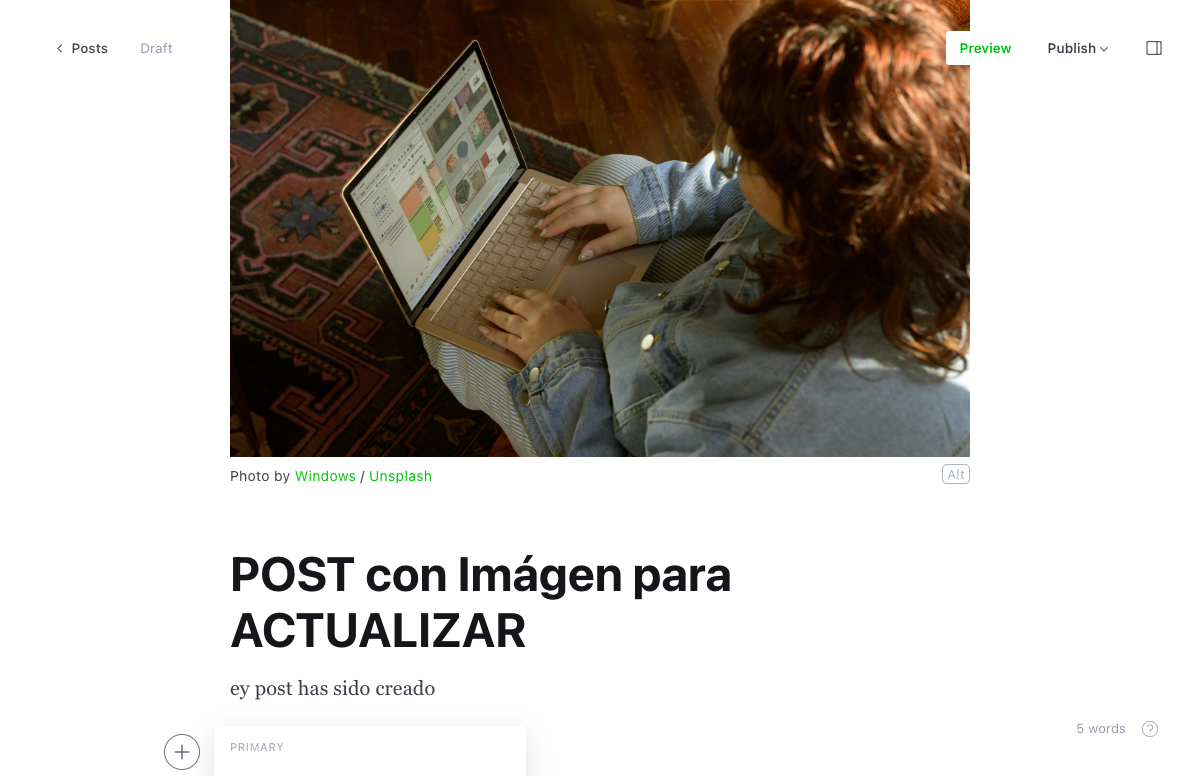 Posts
Draft
Preview
Publish
Photo by Windows / Unsplash
Alt
POST con Imágen para
ACTUALIZAR
ey post has sido creado
5 words
PRIMARY